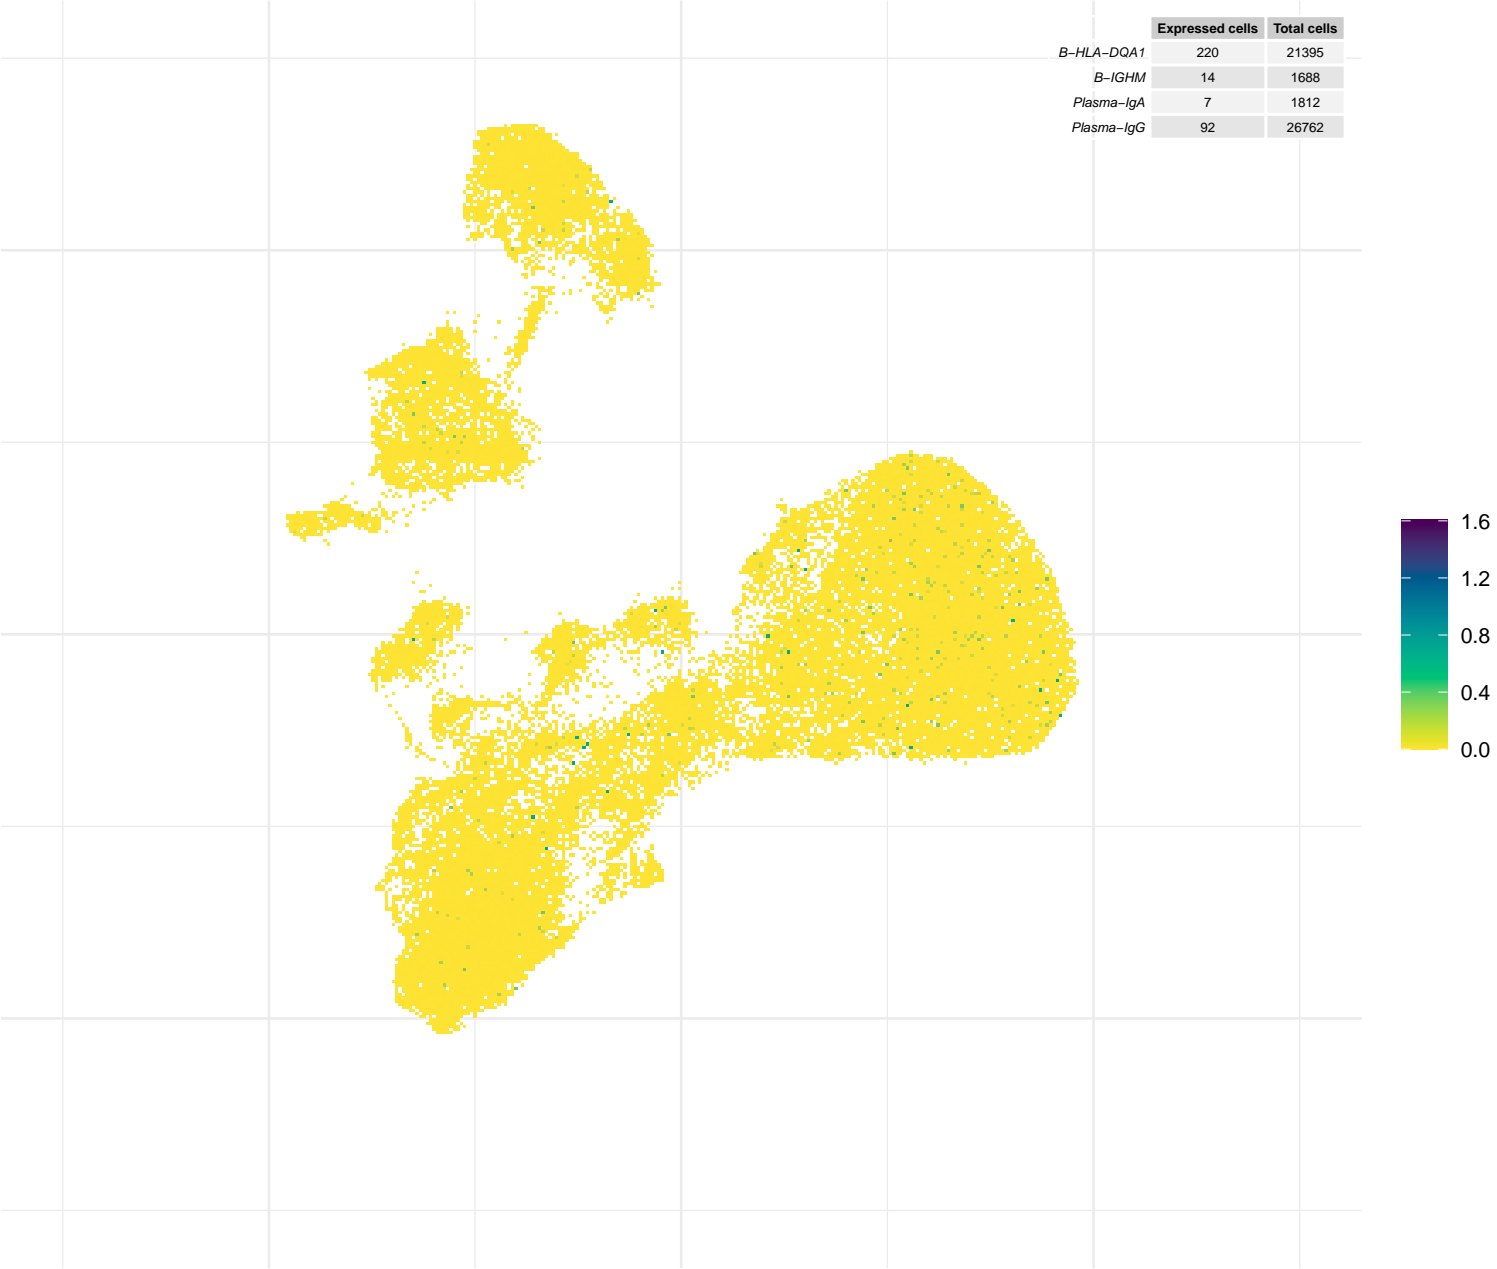 Expressed cells Total cells
B−HLA−DQA1 220 21395
B−IGHM 14 1688
Plasma−IgA 7 1812
Plasma−IgG 92 26762
1.6
1.2
0.8
0.4
0.0